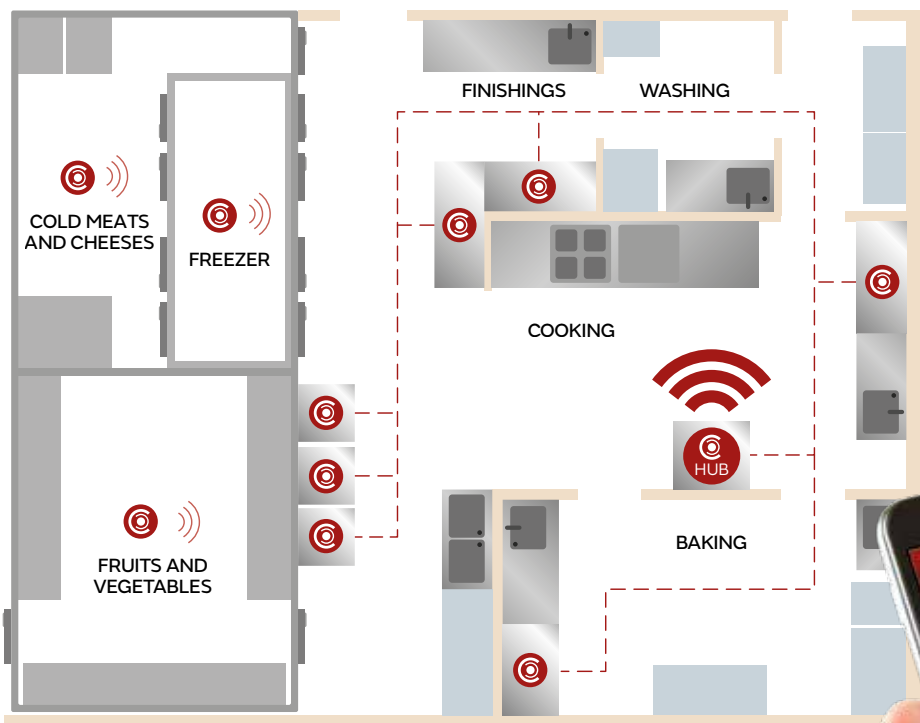 FINISHINGS
WASHING
COLD MEATS
AND CHEESES
FREEZER
COOKING
HUB
BAKING
FRUITS AND
VEGETABLES